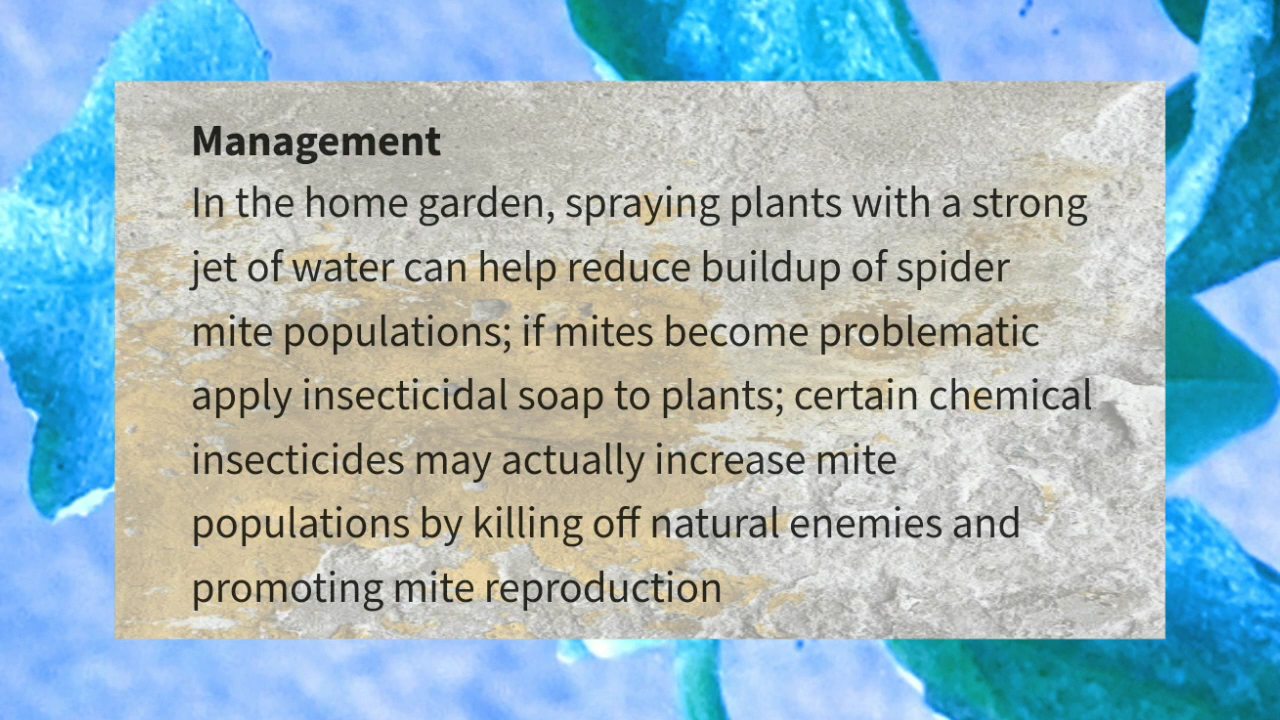 Management
In the home garden, spraying plants with a strong
jet of water can help reduce buildup of spider
mite populations; if mites become problematic
apply insecticidal soap to plants; certain chemical
insecticides may actually increase mite
populations by killing off natural enemies and
promoting mite reproduction